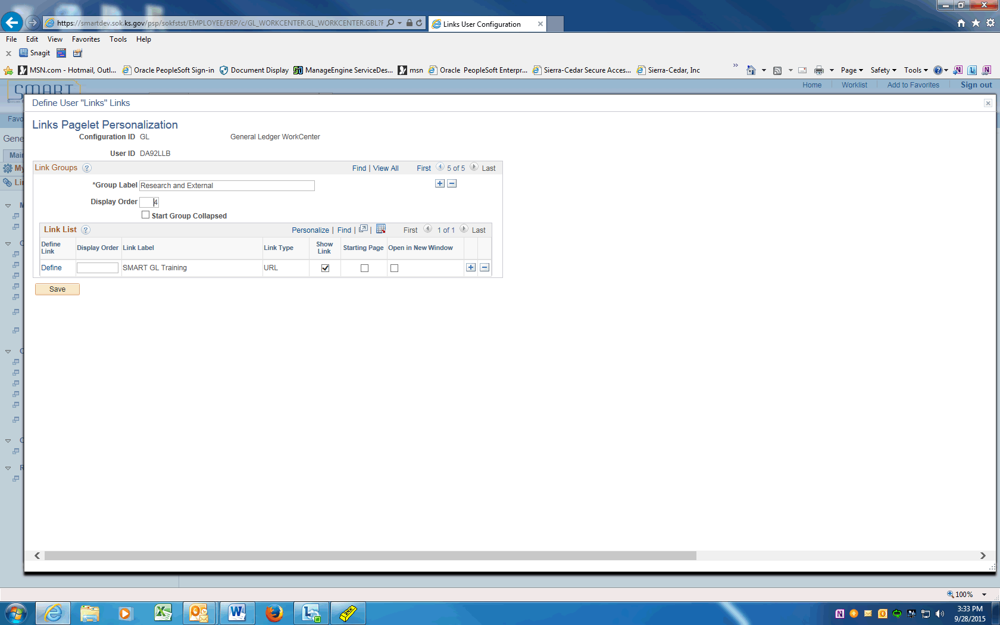 https://smartdev.sok.ks.gov/psp/sokfstst/EMPLOYEE/ERP/c/GL_WORKCENTER.GL_WORKCENTER.GBL?F
Links User Configuration
File Edit View Favorites Tools Help
x Snagit
MSN.com - Hotmail, Outl... Oracle PeopleSoft Sign-in Document Display ManageEngine ServiceDes... msn Oracle PeopleSoft Enterpr... Sierra-Cedar Secure Acces... Sierra-Cedar, Inc » Page Safety Tools
SMART Home Worklist Add to Favorites Sign out
Define User "Links" Links
Favo
Links Pagelet Personalization
Gene
Configuration ID GL General Ledger WorkCenter
User ID DA92LLB
Main
Link Groups ? Find | View All First 5 of 5 Last
My
*Group Label Research and External + −
Lin
Display Order 4
Start Group Collapsed
Link List ? Personalize | Find | | First 1 of 1 Last
Define Link Display Order Link Label Link Type Show Link Starting Page Open in New Window
Define SMART GL Training URL + −
Save
100%
3:33 PM
9/28/2015